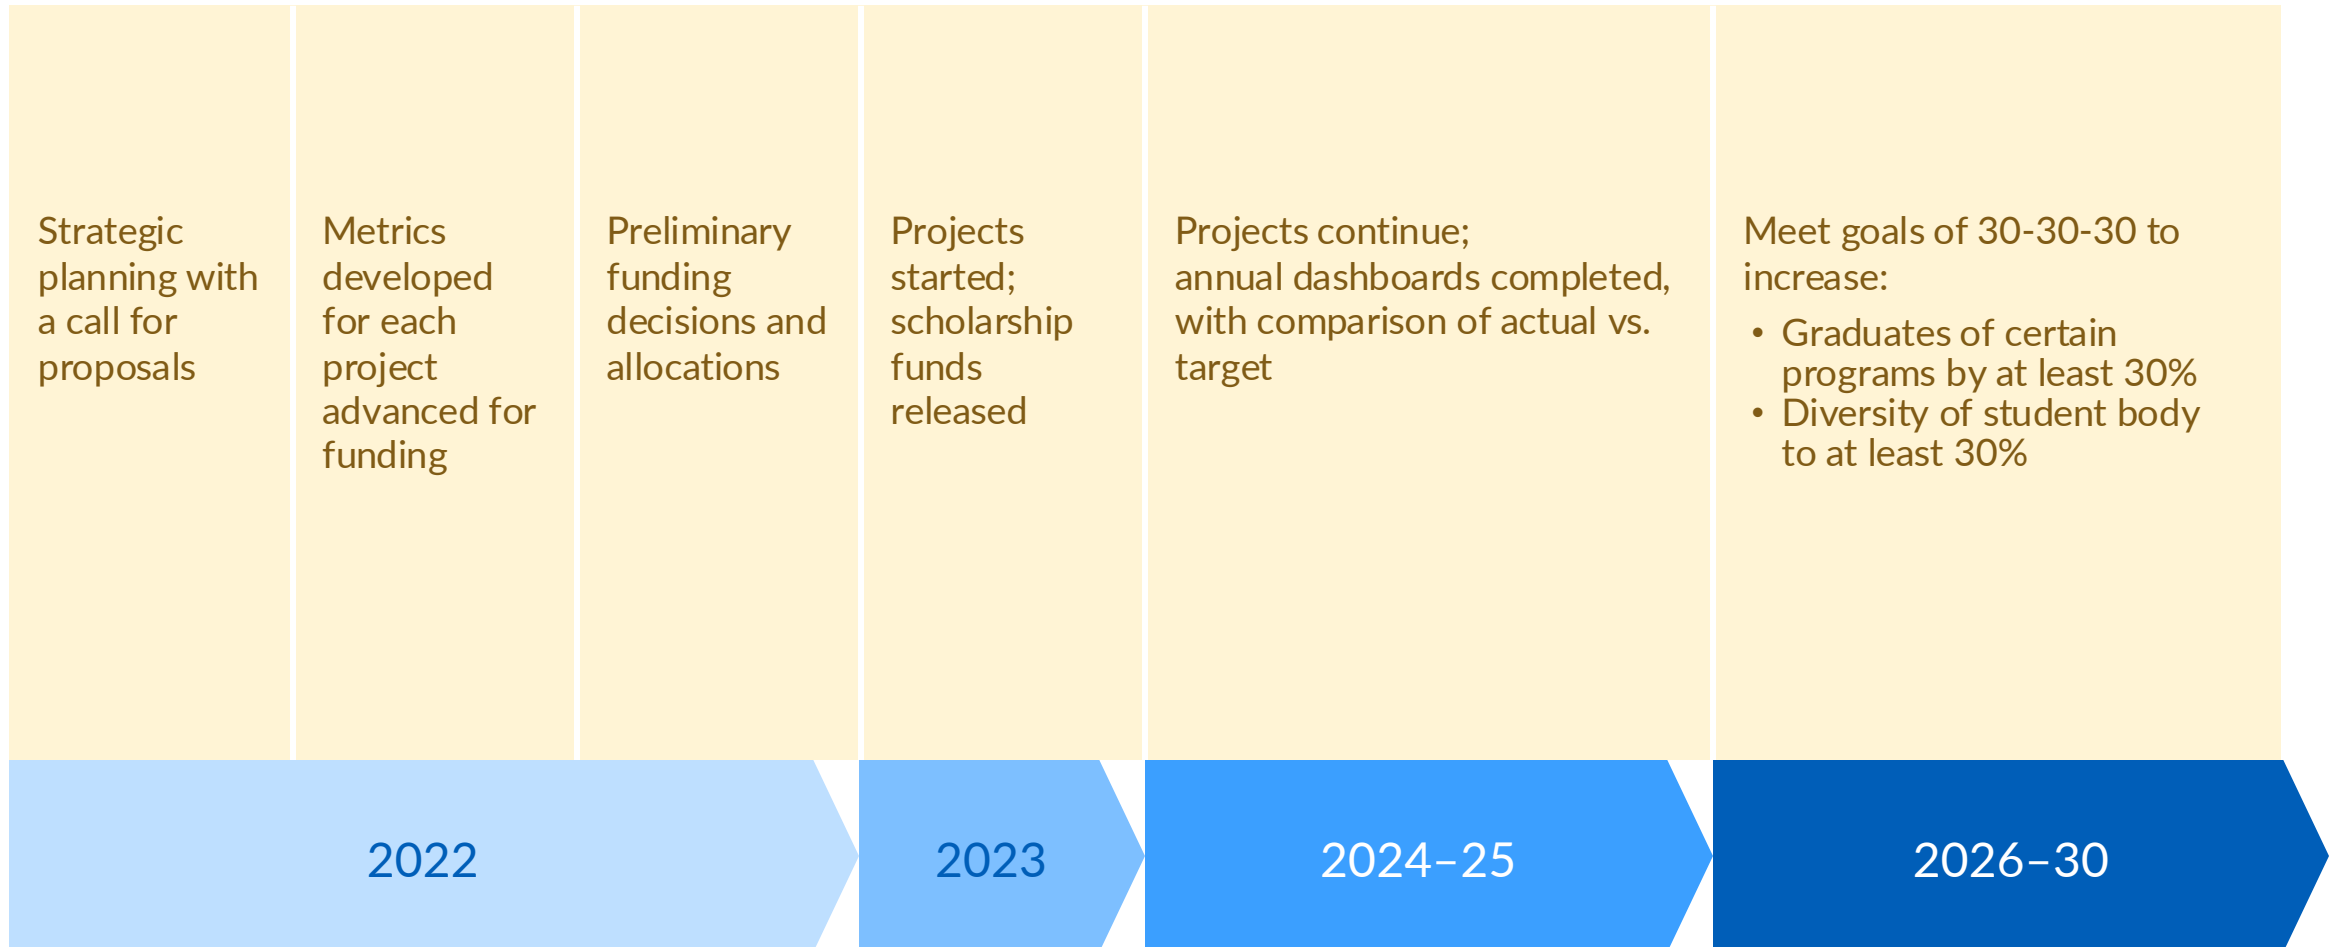 Strategic
planning with
a call for
proposals
Metrics
developed
for each
project
advanced for
funding
Preliminary
funding
decisions and
allocations
Projects
started;
scholarship
funds
released
Projects continue;
annual dashboards completed,
with comparison of actual vs.
target
Meet goals of 30-30-30 to
increase:
• Graduates of certain
programs by at least 30%
• Diversity of student body
to at least 30%
2022
2023
2024–25
2026–30